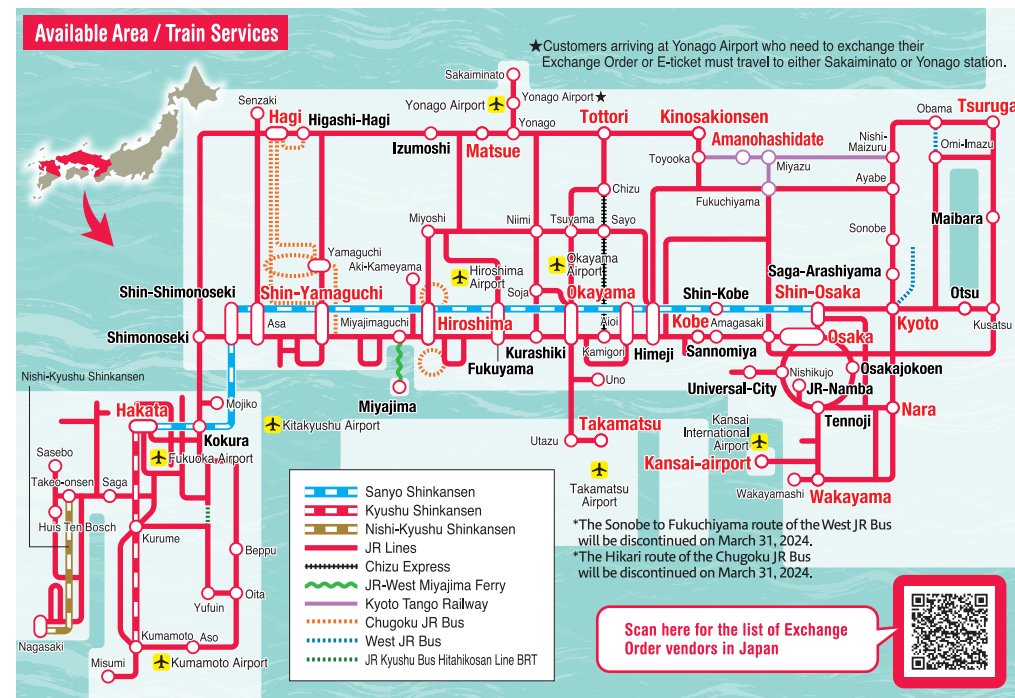 Available Area / Train Services
★Customers arriving at Yonago Airport who need to exchange their
Exchange Order or E-ticket must travel to either Sakaiminato or Yonago station.
Sakaiminato
Yonago Airport
Yonago Airport★
Yonago
Senzaki
Hagi
Higashi-Hagi
Izumoshi
Matsue
Tottori
Kinosakionsen
Amanohashidate
Obama
Tsuruga
Nishi-
Maizuru
Omi-Imazu
Toyooka
Miyazu
Ayabe
Chizu
Fukuchiyama
Miyoshi
Niimi
Tsuyama
Sayo
Sonobe
Maibara
Yamaguchi
Aki-Kameyama
Hiroshima
Airport
Okayama
Airport
Saga-Arashiyama
Shin-Shimonoseki
Shin-Yamaguchi
Soja
Okayama
Shin-Kobe
Shin-Osaka
Otsu
Asa
Miyajimaguchi
Hiroshima
Aioi
Kobe
Amagasaki
Kyoto
Kusatsu
Shimonoseki
Kurashiki
Kamigori
Himeji
Sannomiya
Osaka
Fukuyama
Nishi-Kyushu Shinkansen
Miyajima
Uno
Universal-City
Nishikujo
JR-Namba
Osakajokoen
Hakata
Mojiko
Kokura
Kitakyushu Airport
Tennoji
Nara
Utazu
Takamatsu
Kansai
International
Airport
Kansai-airport
Sasebo
Fukuoka Airport
Takeo-onsen
Saga
Takamatsu
Airport
Wakayamashi
Wakayama
Huis Ten Bosch
Kurume
Beppu
Yufuin
Oita
Nagasaki
Kumamoto
Aso
Misumi
Kumamoto Airport
Sanyo Shinkansen
Kyushu Shinkansen
Nishi-Kyushu Shinkansen
JR Lines
Chizu Express
JR-West Miyajima Ferry
Kyoto Tango Railway
Chugoku JR Bus
West JR Bus
JR Kyushu Bus Hitahikosan Line BRT
*The Sonobe to Fukuchiyama route of the West JR Bus
will be discontinued on March 31, 2024.
*The Hikari route of the Chugoku JR Bus
will be discontinued on March 31, 2024.
Scan here for the list of Exchange
Order vendors in Japan